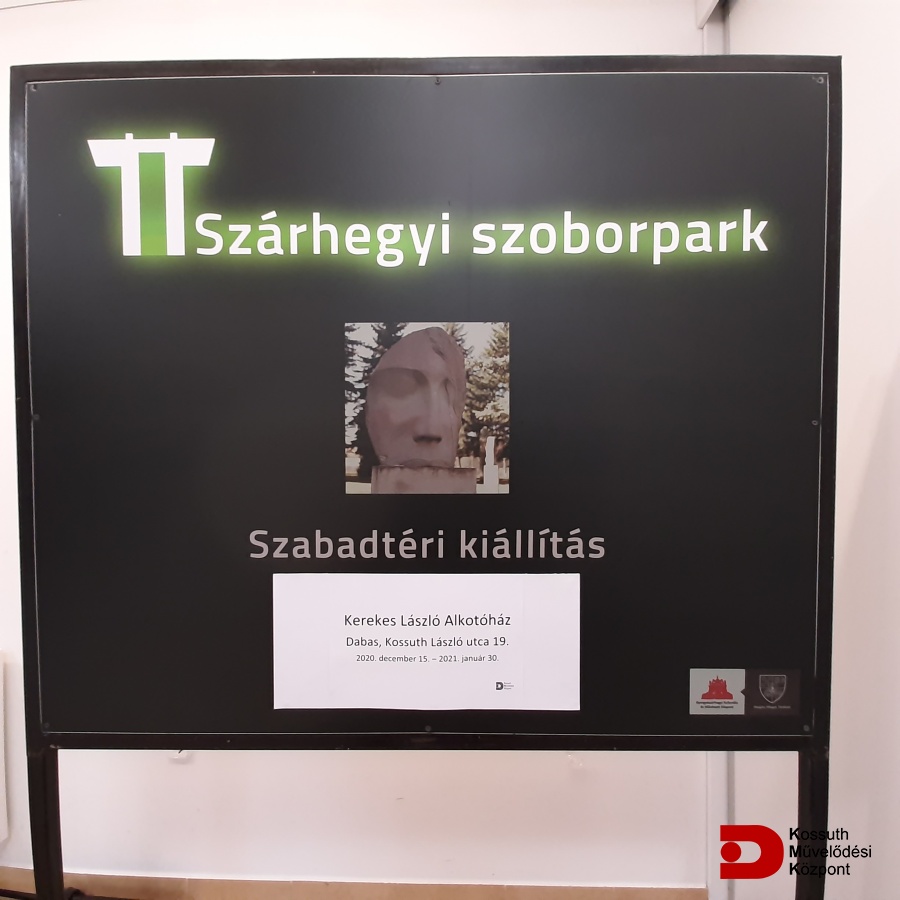 Szárhegyi szoborpark
Szabadtéri kiállítás
Kerekes László Alkotóház
Dabas, Kossuth László utca 19.
2020. december 15. – 2021. január 30.
Kossuth
Művelődési
Központ